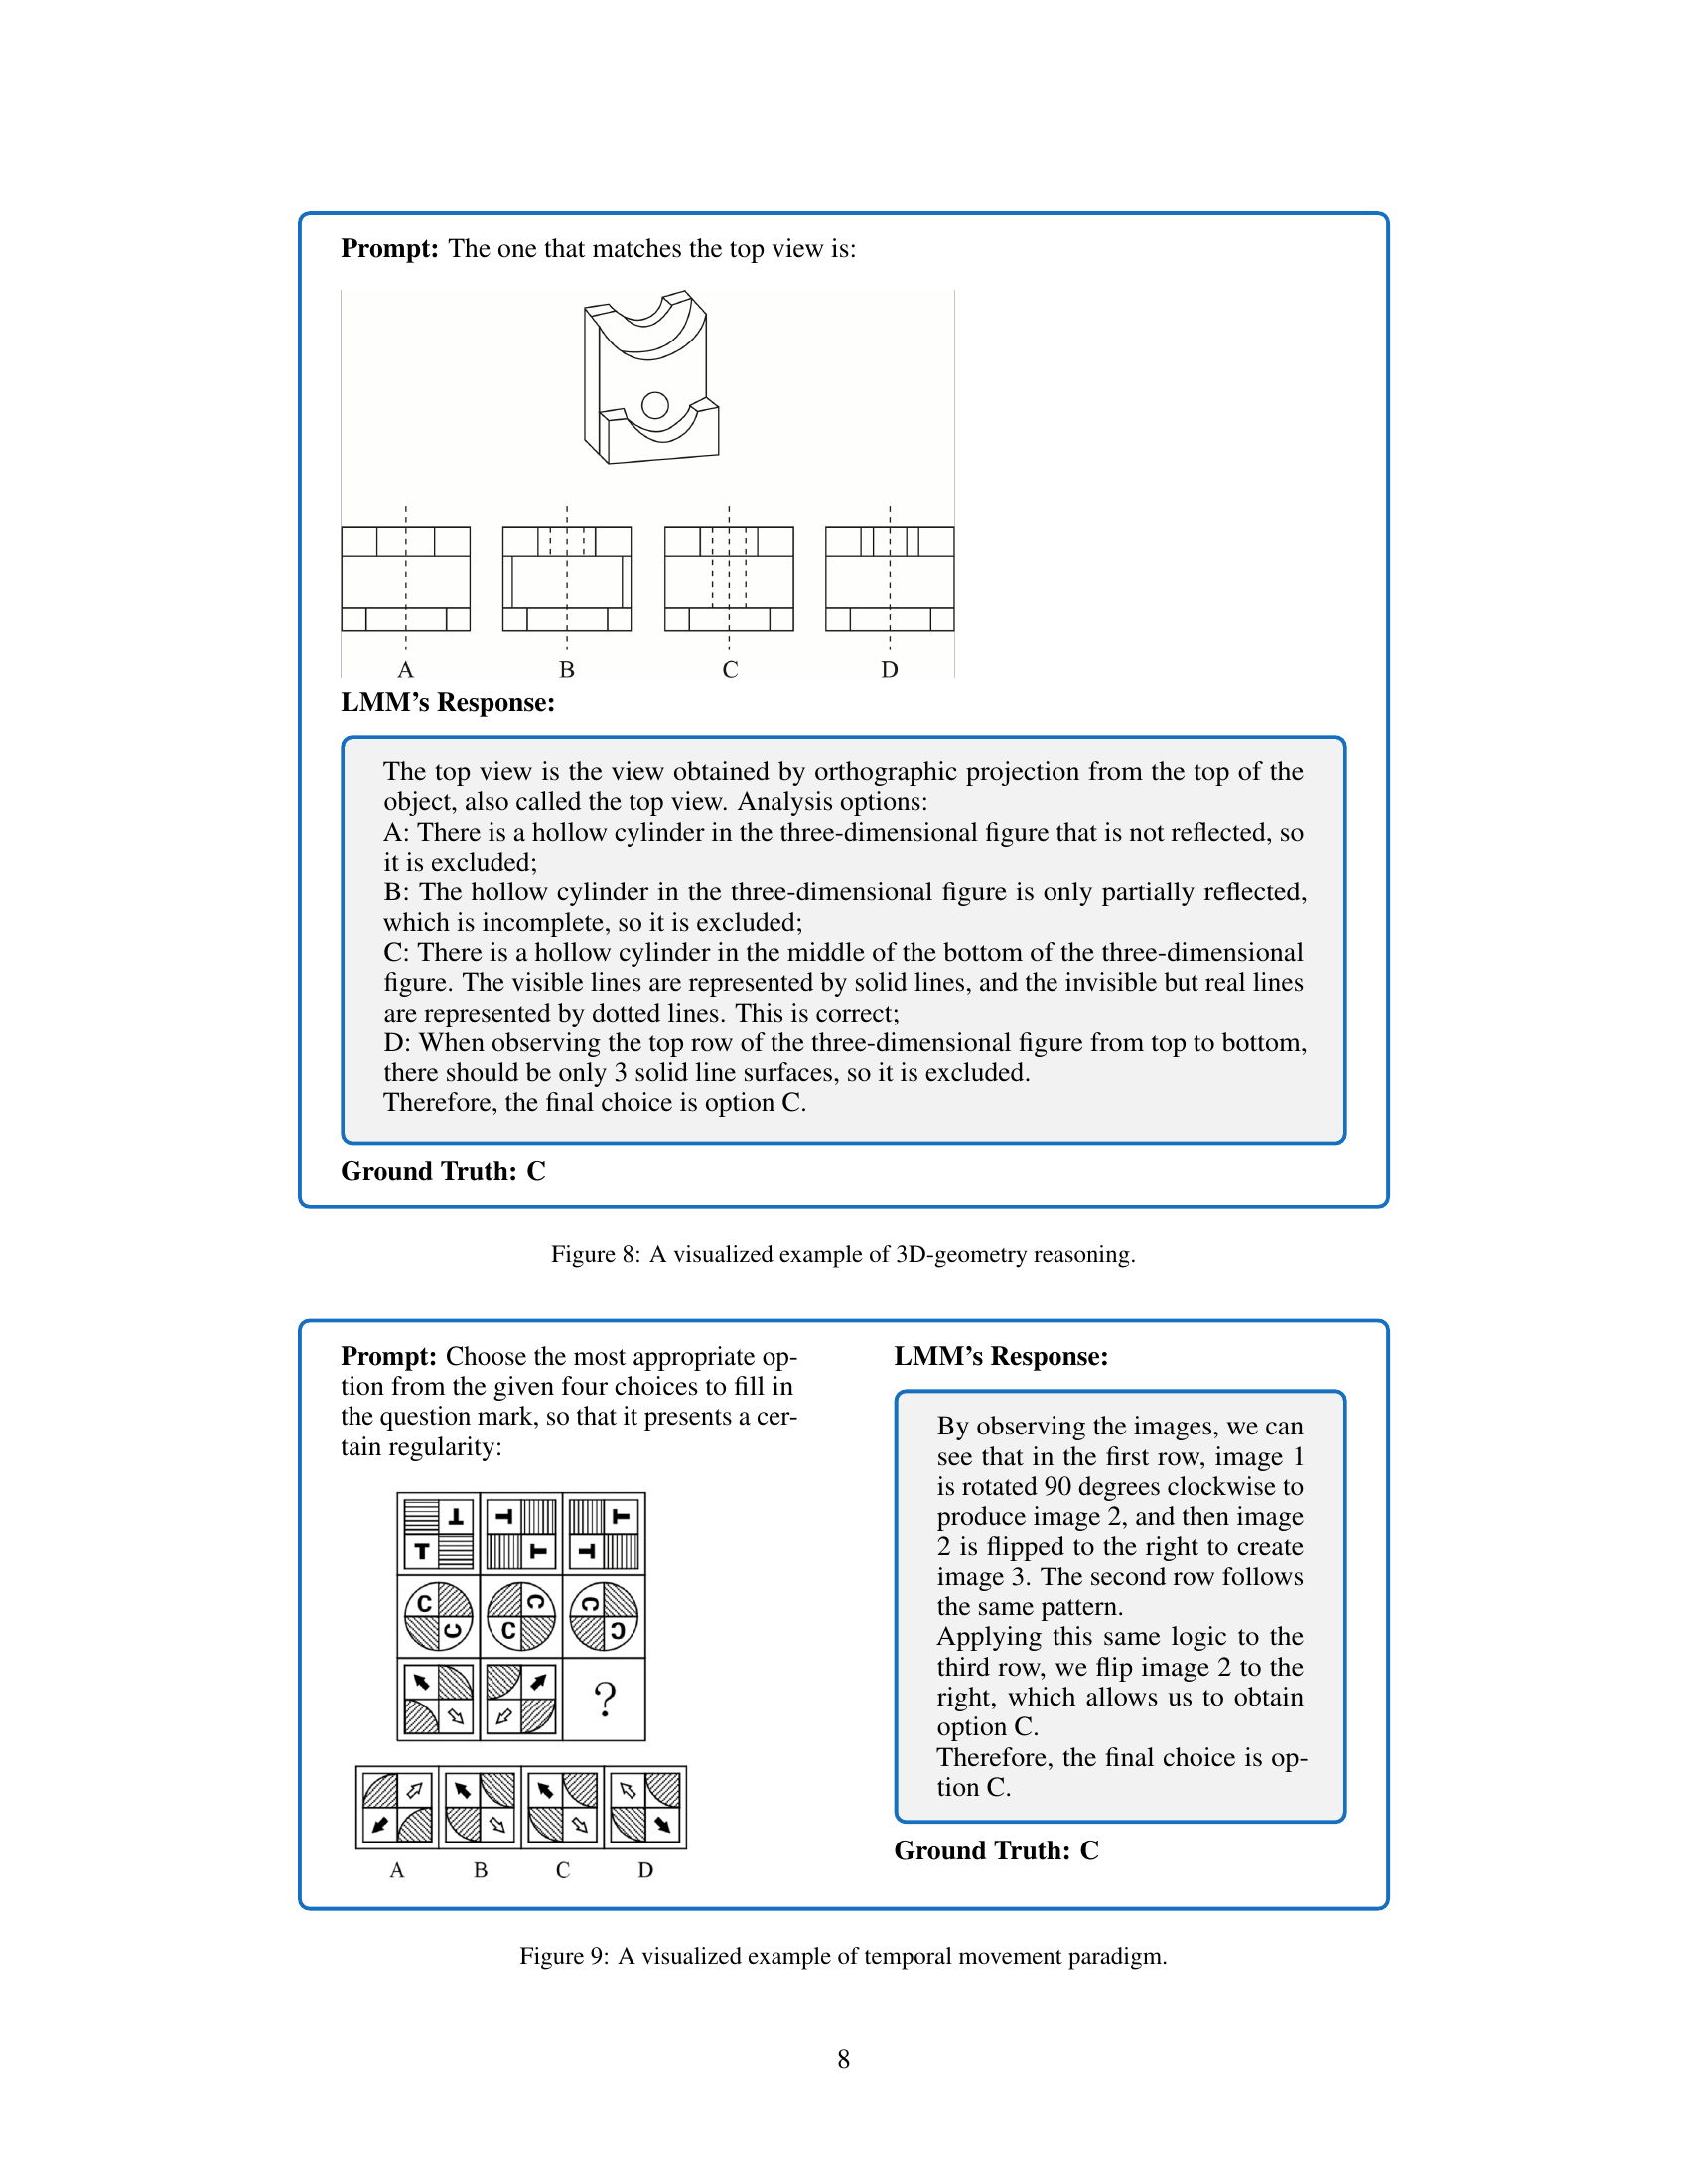 Prompt: The one that matches the top view is:
A B C D
LMM’s Response:
The top view is the view obtained by orthographic projection from the top of the
object, also called the top view. Analysis options:
A: There is a hollow cylinder in the three-dimensional figure that is not reflected, so
it is excluded;
B: The hollow cylinder in the three-dimensional figure is only partially reflected,
which is incomplete, so it is excluded;
C: There is a hollow cylinder in the middle of the bottom of the three-dimensional
figure. The visible lines are represented by solid lines, and the invisible but real lines
are represented by dotted lines. This is correct;
D: When observing the top row of the three-dimensional figure from top to bottom,
there should be only 3 solid line surfaces, so it is excluded.
Therefore, the final choice is option C.
Ground Truth: C
Figure 8: A visualized example of 3D-geometry reasoning.
Prompt: Choose the most appropriate op-
tion from the given four choices to fill in
the question mark, so that it presents a cer-
tain regularity:
T T T
T T T
C C C
C C C
?
A B C D
LMM’s Response:
By observing the images, we can
see that in the first row, image 1
is rotated 90 degrees clockwise to
produce image 2, and then image
2 is flipped to the right to create
image 3. The second row follows
the same pattern.
Applying this same logic to the
third row, we flip image 2 to the
right, which allows us to obtain
option C.
Therefore, the final choice is op-
tion C.
Ground Truth: C
Figure 9: A visualized example of temporal movement paradigm.
8